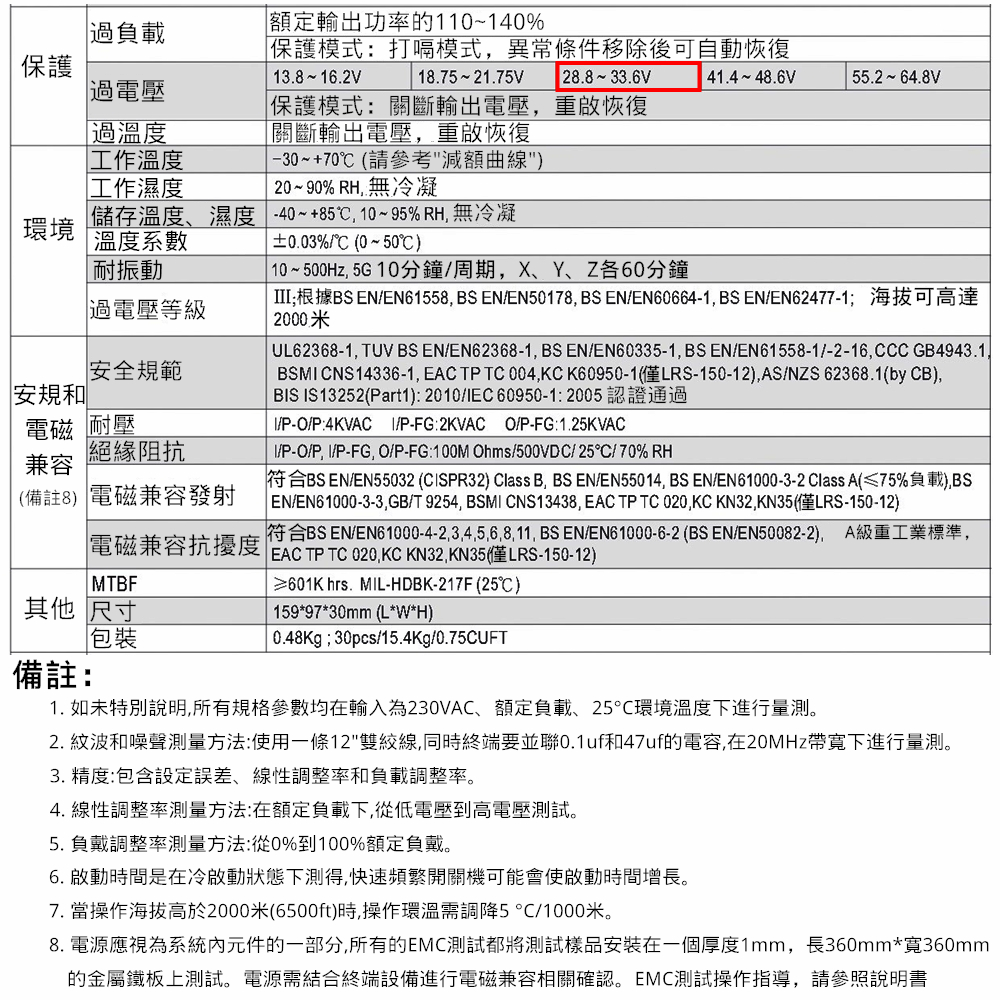 保護
過負載
額定輸出功率的110~140%
保護模式：打嗝模式，異常條件移除後可自動恢復
過電壓
13.8 ~ 16.2V 18.75 ~ 21.75V 28.8 ~ 33.6V 41.4 ~ 48.6V 55.2 ~ 64.8V
保護模式：關斷輸出電壓，重啟恢復
過溫度 關斷輸出電壓，重啟恢復
環境
工作溫度 -30 ~ +70℃ (請參考"減額曲線")
工作濕度 20 ~ 90% RH, 無冷凝
儲存溫度、濕度 -40 ~ +85℃, 10 ~ 95% RH, 無冷凝
溫度系數 ±0.03%/℃ (0 ~ 50℃)
耐振動 10 ~ 500Hz, 5G 10分鐘/周期，X、Y、Z各60分鐘
過電壓等級
III;根據BS EN/EN61558, BS EN/EN50178, BS EN/EN60664-1, BS EN/EN62477-1； 海拔可高達
2000米
安規和
電磁
兼容
(備註8)
安全規範
UL62368-1, TUV BS EN/EN62368-1, BS EN/EN60335-1, BS EN/EN61558-1/-2-16, CCC GB4943.1,
BSMI CNS14336-1, EAC TP TC 004,KC K60950-1(僅LRS-150-12),AS/NZS 62368.1(by CB),
BIS IS13252(Part1): 2010/IEC 60950-1: 2005 認證通過
耐壓 I/P-O/P:4KVAC I/P-FG:2KVAC O/P-FG:1.25KVAC
絕緣阻抗 I/P-O/P, I/P-FG, O/P-FG:100M Ohms/500VDC/ 25℃/ 70% RH
電磁兼容發射
符合BS EN/EN55032 (CISPR32) Class B, BS EN/EN55014, BS EN/EN61000-3-2 Class A(≤75%負載),BS
EN/EN61000-3-3,GB/T 9254, BSMI CNS13438, EAC TP TC 020,KC KN32,KN35(僅LRS-150-12)
電磁兼容抗擾度
符合BS EN/EN61000-4-2,3,4,5,6,8,11, BS EN/EN61000-6-2 (BS EN/EN50082-2), A級重工業標準，
EAC TP TC 020,KC KN32,KN35(僅LRS-150-12)
其他
MTBF ≥601K hrs. MIL-HDBK-217F (25℃)
尺寸 159*97*30mm (L*W*H)
包裝 0.48Kg ; 30pcs/15.4Kg/0.75CUFT
備註：
1. 如未特別說明,所有規格參數均在輸入為230VAC、額定負載、25°C環境溫度下進行量測。
2. 紋波和噪聲測量方法:使用一條12"雙絞線,同時終端要並聯0.1uf和47uf的電容,在20MHz帶寬下進行量測。
3. 精度:包含設定誤差、線性調整率和負載調整率。
4. 線性調整率測量方法:在額定負載下,從低電壓到高電壓測試。
5. 負戴調整率測量方法:從0%到100%額定負戴。
6. 啟動時間是在冷啟動狀態下測得,快速頻繁開關機可能會使啟動時間增長。
7. 當操作海拔高於2000米(6500ft)時,操作環溫需調降5 °C/1000米。
8. 電源應視為系統內元件的一部分,所有的EMC測試都將測試樣品安裝在一個厚度1mm，長360mm*寬360mm
的金屬鐵板上測試。電源需結合終端設備進行電磁兼容相關確認。EMC測試操作指導，請參照說明書